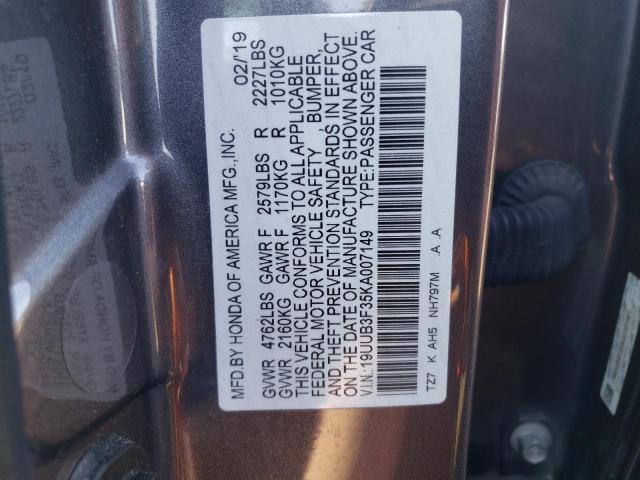 MFD.BY HONDA OF AMERICA MFG.,INC. 02/'19
GVWR 4762LBS GAWR F 2579LBS R 2227LBS
GVWR 2160KG GAWR F 1170KG R 1010KG
THIS VEHICLE CONFORMS TO ALL APPLICABLE
FEDERAL MOTOR VEHICLE SAFETY, BUMPER,
AND THEFT PREVENTION STANDARDS IN EFFECT
ON THE DATE OF MANUFACTURE SHOWN ABOVE.
V.I.N.:19UUB3F35KA007149 TYPE:PASSENGER CAR
TZ7 K AH5 NH797M .A .A